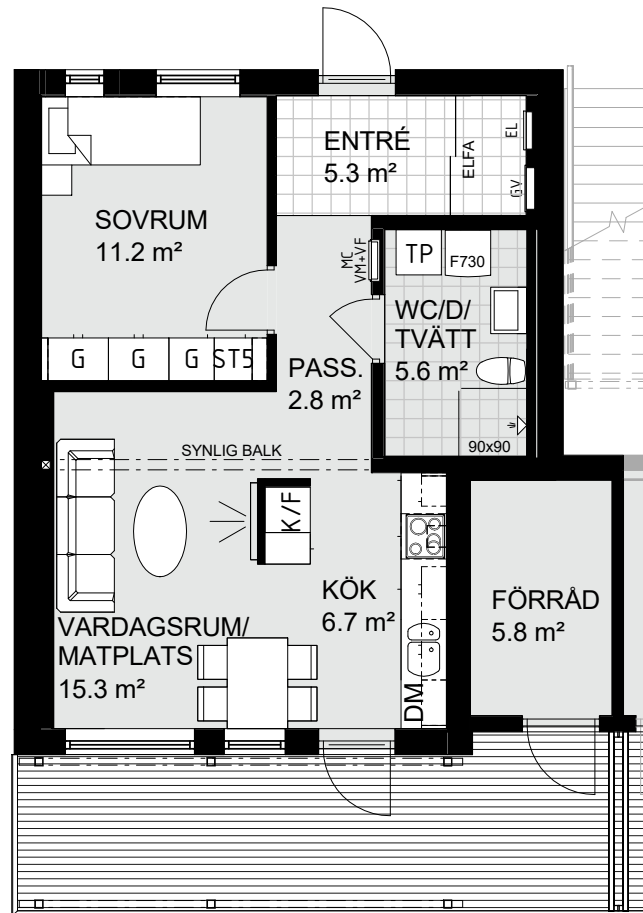 ENTRÉ
5.3 m²
ELFA
EL
GV
SOVRUM
11.2 m²
MC
VM+VF
TP
F730
WC/D/
TVÄTT
5.6 m²
G
G
G
ST5
PASS.
2.8 m²
90x90
SYNLIG BALK
K/F
KÖK
6.7 m²
FÖRRÅD
5.8 m²
VARDAGSRUM/
MATPLATS
15.3 m²
DM